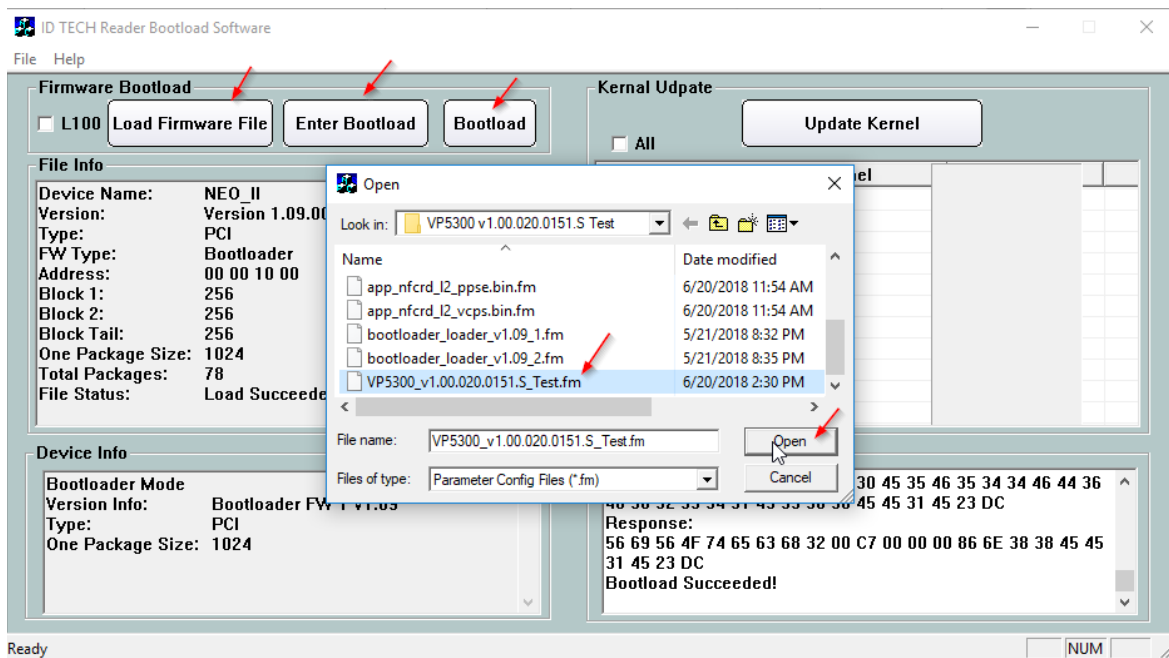 ID TECH Reader Bootload Software
File Help
Firmware Bootload
L100 Load Firmware File Enter Bootload Bootload
Kernal Udpate
All Update Kernel
File Info
Device Name: NEO_II
Version: Version 1.09.00
Type: PCI
FW Type: Bootloader
Address: 00 00 10 00
Block 1: 256
Block 2: 256
Block Tail: 256
One Package Size: 1024
Total Packages: 78
File Status: Load Succeede
Open
Look in: VP5300 v1.00.020.0151.S Test
Name Date modified
app_nfcrd_l2_ppse.bin.fm 6/20/2018 11:54 AM
app_nfcrd_l2_vcps.bin.fm 6/20/2018 11:54 AM
bootloader_loader_v1.09_1.fm 5/21/2018 8:32 PM
bootloader_loader_v1.09_2.fm 5/21/2018 8:35 PM
VP5300_v1.00.020.0151.S_Test.fm 6/20/2018 2:30 PM
File name: VP5300_v1.00.020.0151.S_Test.fm Open
Files of type: Parameter Config Files (*.fm) Cancel
el
Device Info
Bootloader Mode
Version Info: Bootloader FW 1 V1.09
Type: PCI
One Package Size: 1024
30 45 35 46 35 34 34 46 44 36
45 45 31 45 23 DC
Response:
56 69 56 4F 74 65 63 68 32 00 C7 00 00 00 86 6E 38 38 45 45
31 45 23 DC
Bootload Succeeded!
Ready NUM